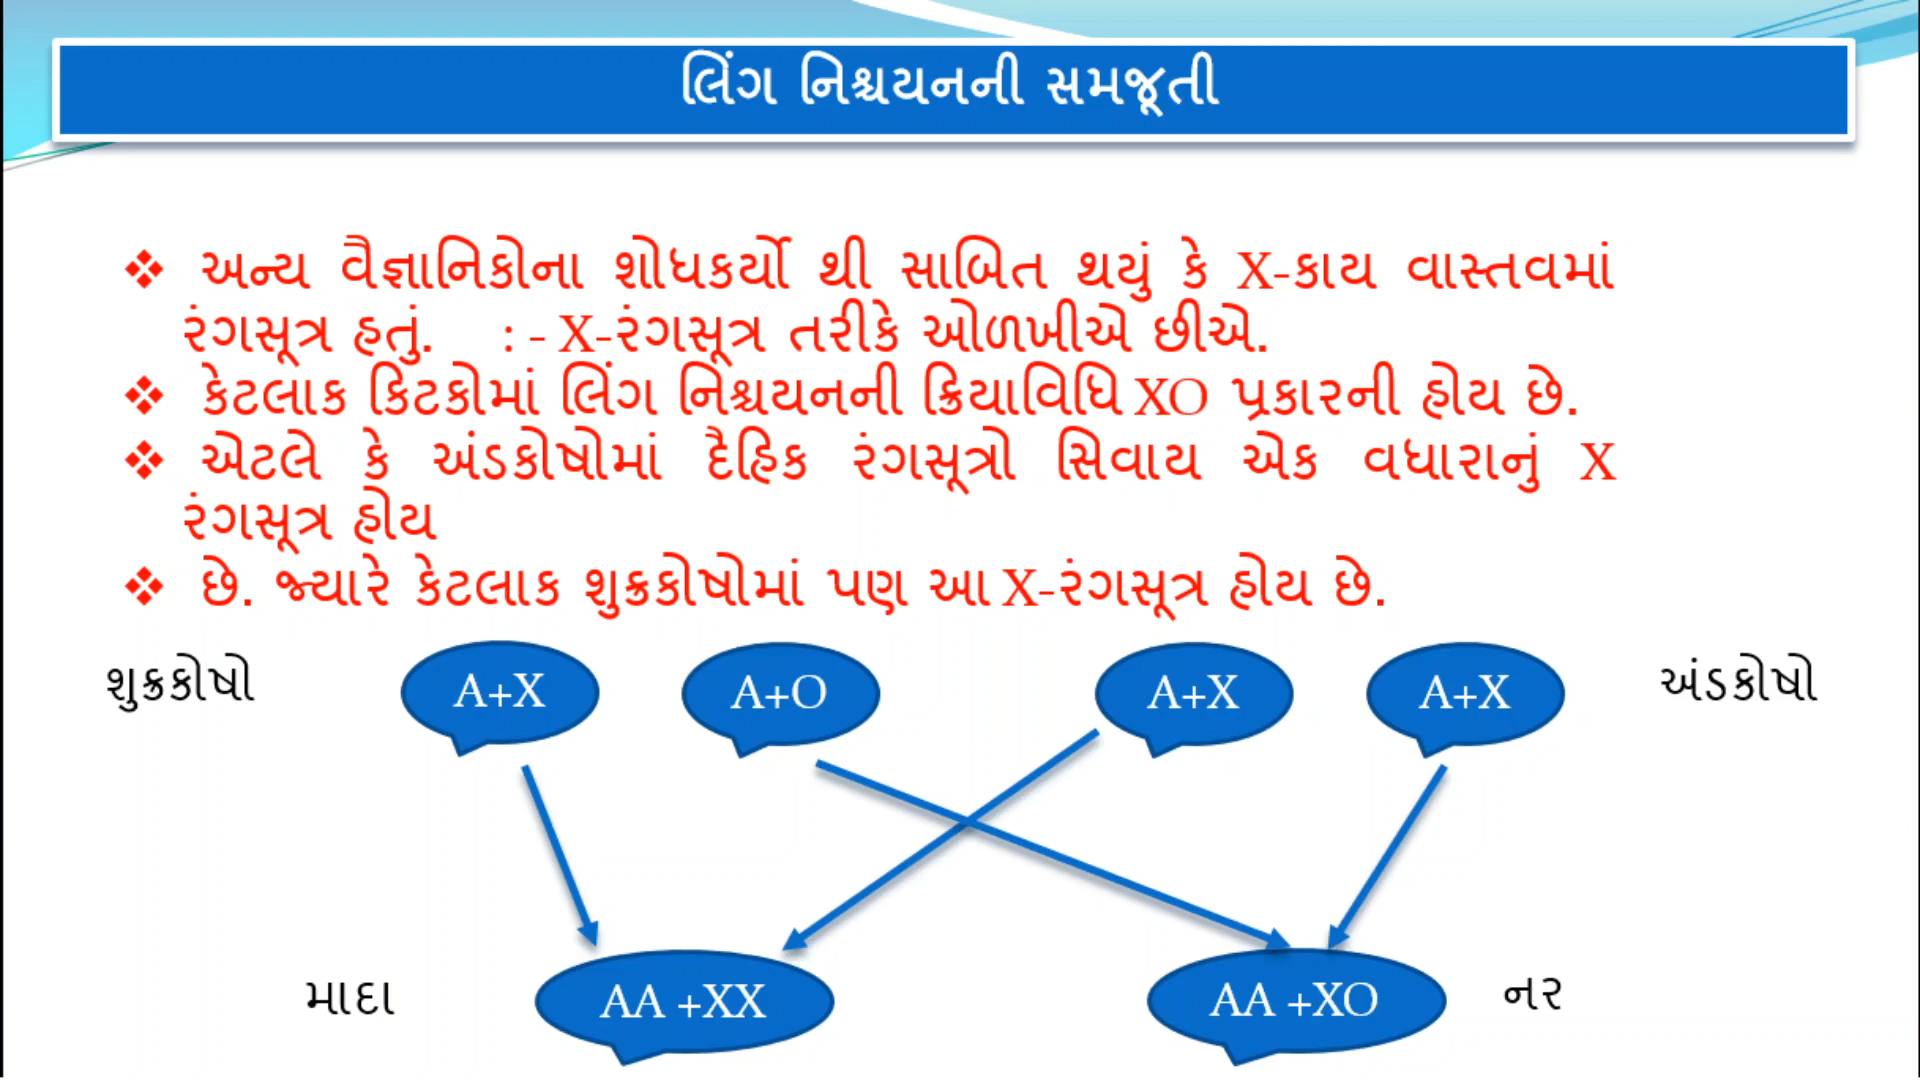 લિંગ નિશ્ચયનની સમજૂતી
❖ અન્ય વૈજ્ઞાનિકોના શોધકર્યો થી સાબિત થયું કે X-કાય વાસ્તવમાં
રંગસૂત્ર હતું. : - X-રંગસૂત્ર તરીકે ઓળખીએ છીએ.
❖ કેટલાક કિટકોમાં લિંગ નિશ્ચયનની ક્રિયાવિધિ XO પ્રકારની હોય છે.
❖ એટલે કે અંડકોષોમાં દૈહિક રંગસૂત્રો સિવાય એક વધારાનું X
રંગસૂત્ર હોય
❖ છે. જ્યારે કેટલાક શુક્રકોષોમાં પણ આ X-રંગસૂત્ર હોય છે.
શુક્રકોષો A+X A+O A+X A+X અંડકોષો
માદા AA +XX AA +XO નર